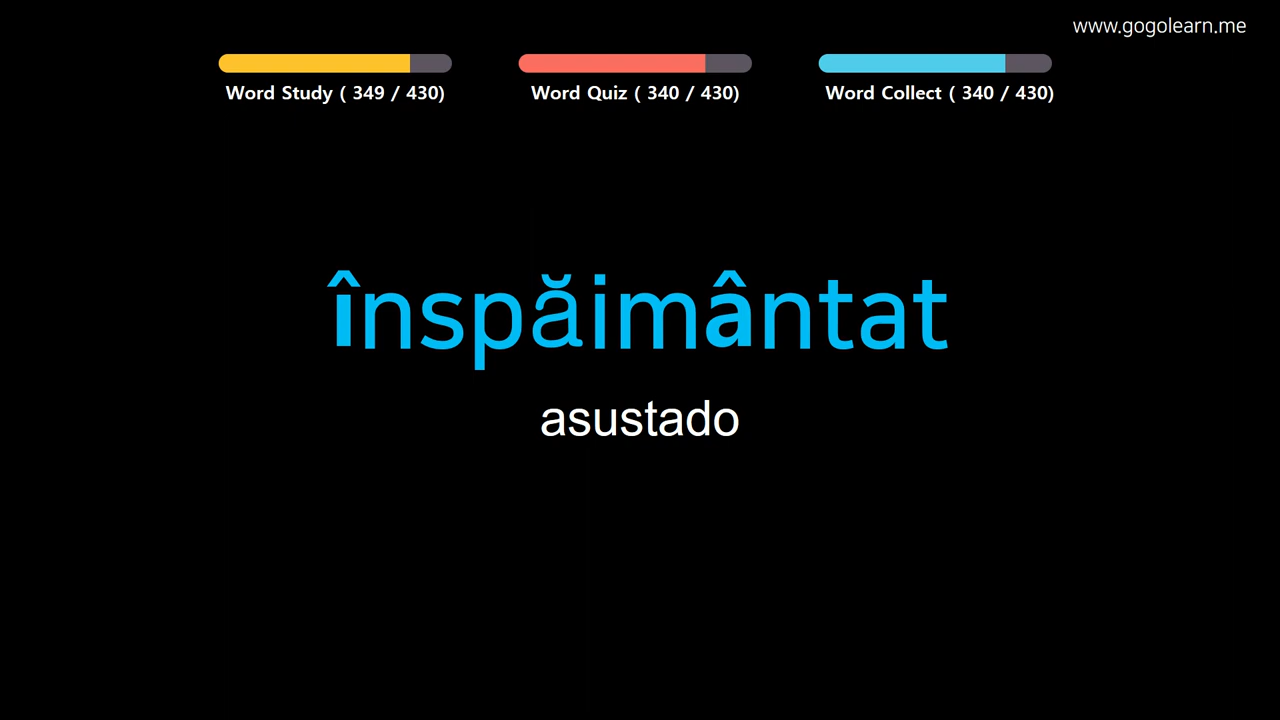 www.gogolearn.me
Word Study ( 349 / 430)
Word Quiz ( 340 / 430)
Word Collect ( 340 / 430)
înspăimântat
asustado